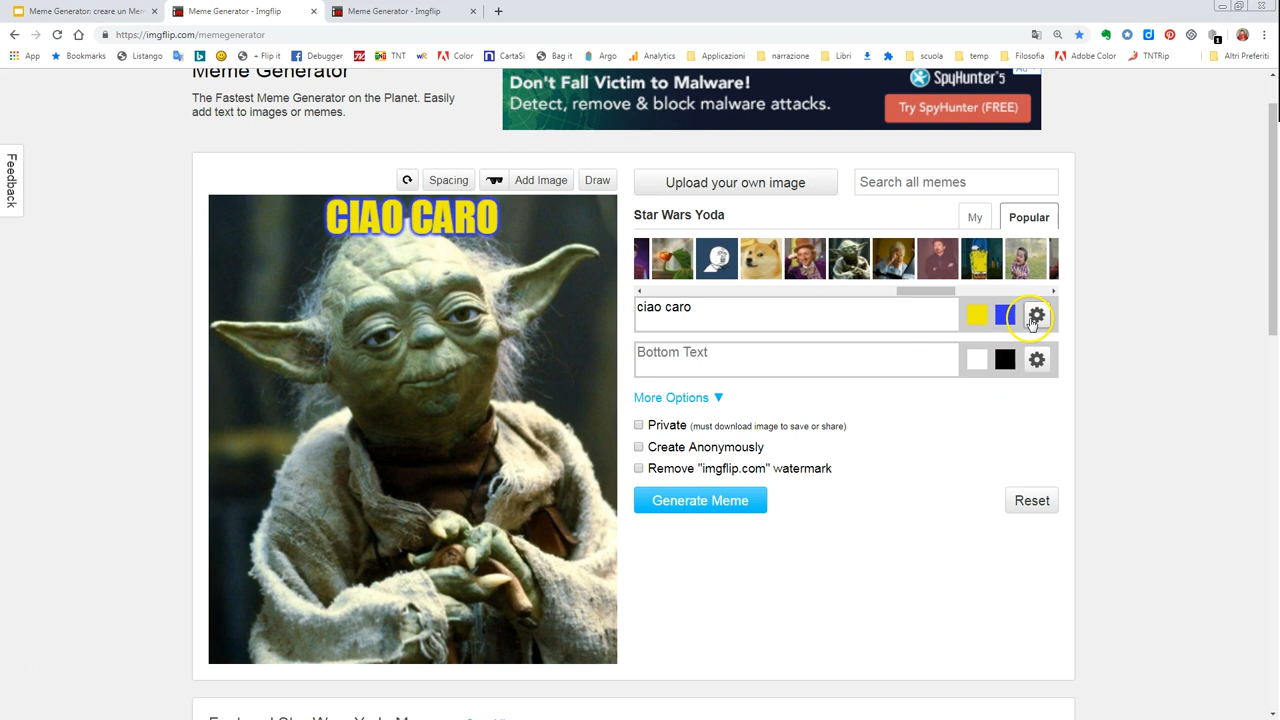 Meme Generator: creare un Mem
Meme Generator - Imgflip
Meme Generator - Imgflip
https://imgflip.com/memegenerator
App
Bookmarks
Listango
+ Flip it
Debugger
TNT
Color
CartaSi
Bag it
Argo
Analytics
Applicazioni
narrazione
Libri
scuola
temp
Filosofia
Adobe Color
TNTRip
Altri Preferiti
Meme Generator
The Fastest Meme Generator on the Planet. Easily
add text to images or memes.
Don't Fall Victim to Malware!
Detect, remove & block malware attacks.
SpyHunter 5
Try SpyHunter (FREE)
Feedback
Spacing
Add Image
Draw
Upload your own image
Search all memes
Star Wars Yoda
My
Popular
CIAO CARO
ciao caro
Bottom Text
More Options ▼
Private (must download image to save or share)
Create Anonymously
Remove "imgflip.com" watermark
Generate Meme
Reset